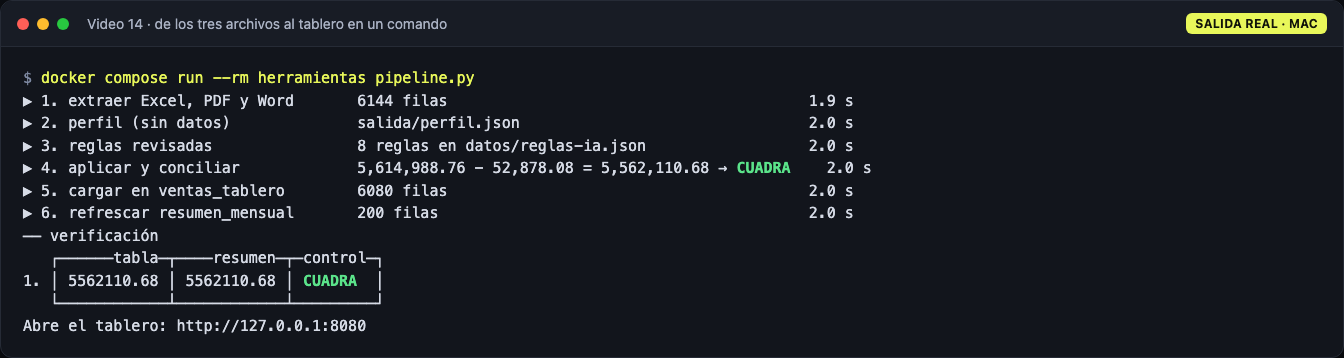 Video 14 · de los tres archivos al tablero en un comando
SALIDA REAL · MAC
$ docker compose run --rm herramientas pipeline.py
▶ 1. extraer Excel, PDF y Word 6144 filas 1.9 s
▶ 2. perfil (sin datos) salida/perfil.json 2.0 s
▶ 3. reglas revisadas 8 reglas en datos/reglas-ia.json 2.0 s
▶ 4. aplicar y conciliar 5,614,988.76 - 52,878.08 = 5,562,110.68 → CUADRA 2.0 s
▶ 5. cargar en ventas_tablero 6080 filas 2.0 s
▶ 6. refrescar resumen_mensual 200 filas 2.0 s
── verificación
┌──────tabla─┬────resumen─┬─control─┐
1. │ 5562110.68 │ 5562110.68 │ CUADRA │
└────────────┴────────────┴─────────┘
Abre el tablero: http://127.0.0.1:8080